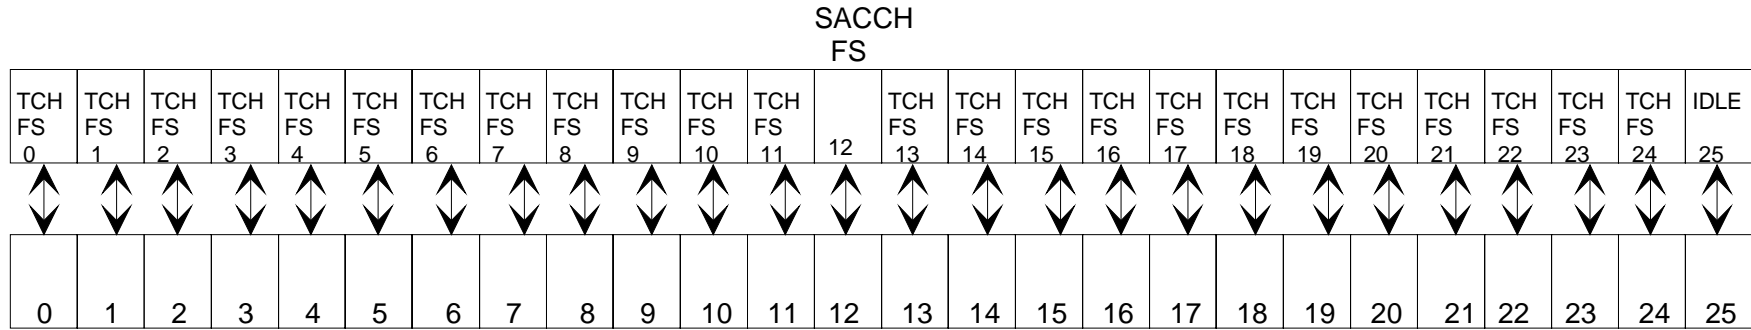 SACCH
FS
TCH TCH TCH TCH TCH TCH TCH TCH TCH TCH TCH TCH TCH TCH TCH TCH TCH TCH TCH TCH TCH TCH TCH TCH IDLE
FS FS FS FS FS FS FS FS FS FS FS FS FS FS FS FS FS FS FS FS FS FS FS FS
0 1 2 3 4 5 6 7 8 9 10 11 12 13 14 15 16 17 18 19 20 21 22 23 24 25
0 1 2 3 4 5 6 7 8 9 10 11 12 13 14 15 16 17 18 19 20 21 22 23 24 25